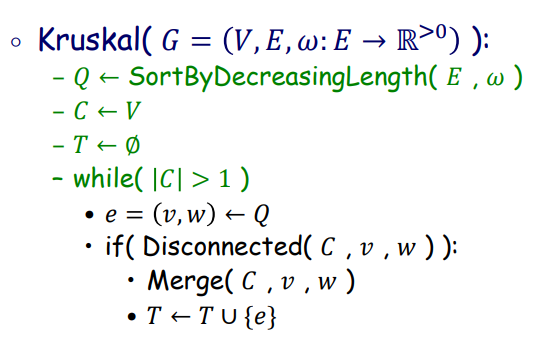 ◦ Kruskal( G = (V, E, ω: E → ℝ^{>0}) ):
– Q ← SortByDecreasingLength( E , ω )
– C ← V
– T ← ∅
– while( |C| > 1 )
• e = (v, w) ← Q
• if( Disconnected( C , v , w ) ):
• Merge( C , v , w )
• T ← T ∪ {e}